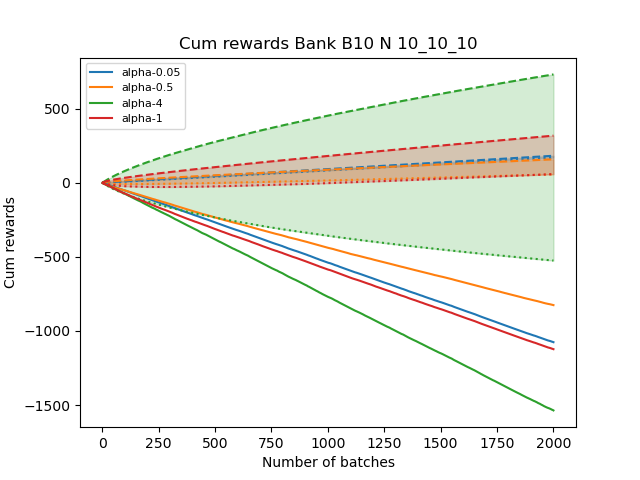 Cum rewards Bank B10 N 10_10_10
alpha-0.05
alpha-0.5
alpha-4
alpha-1
Cum rewards
500
0
−500
−1000
−1500
0 250 500 750 1000 1250 1500 1750 2000
Number of batches